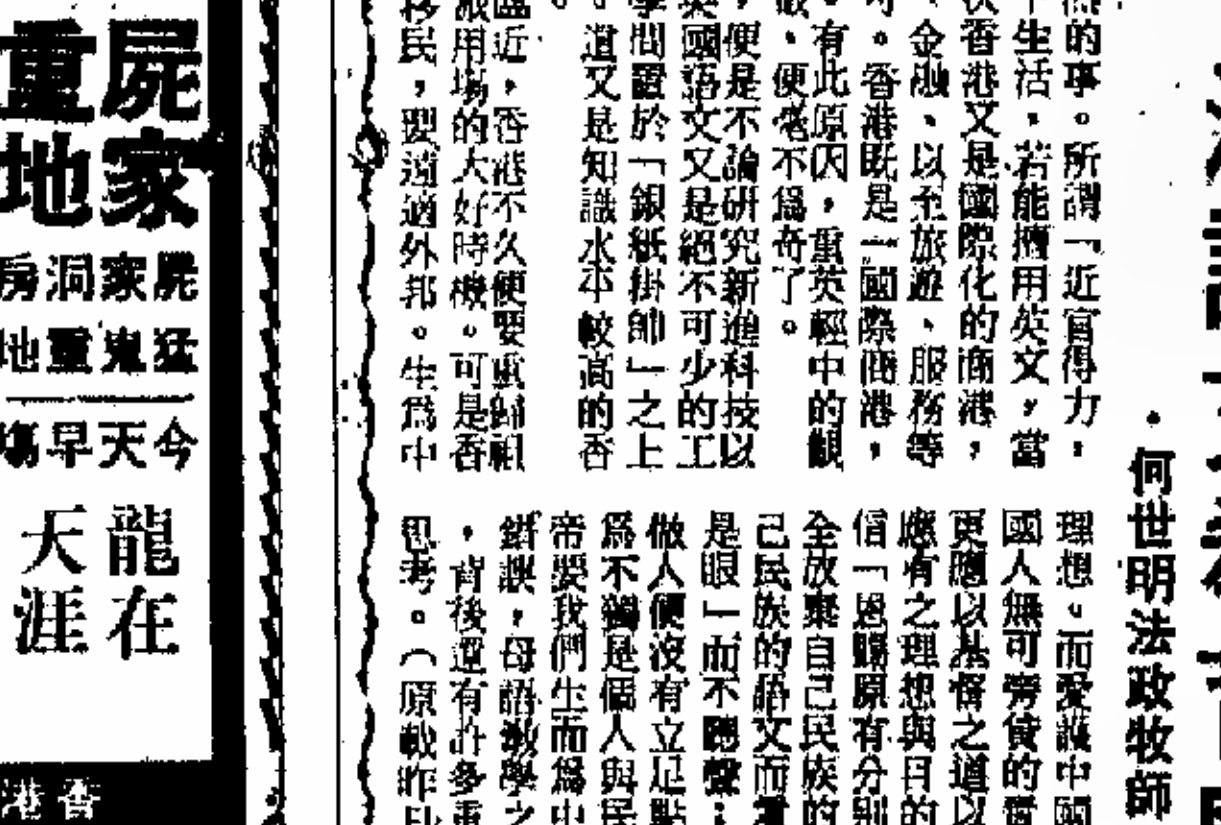 何世明法政牧師
的事。所謂「近官得力，
生活，若能擅用英文，當
香港又是國際化的商港，
金融、以至旅遊、服務等
。香港既是一國際商港，
有此原因，重英輕中的觀
、便毫不爲奇了。
，便是不論研究新進科技以
英國語文又是絕不可少的工
學問置於「銀紙掛帥」之上
。這又是知識水平較高的香
。
臨近，香港不久便要重歸祖
派用場的大好時機。可是香
移民，要遠適外邦。生爲中
理想。而愛護中國
國人無可旁貸的責
更應以基督之道以
應有之理想與目的
信「恩賜原有分別
全放棄自己民族的
己民族的語文而
是眼」而不聽聲；
做人便沒有立足點
爲不獨是個人與民
帝要我們生而爲中
錯誤，母語教學之
，背後還有許多重
思考。（原載昨日
屍家
重地
屍家洞房
猛鬼重地
今天早場
龍在
天涯
香港